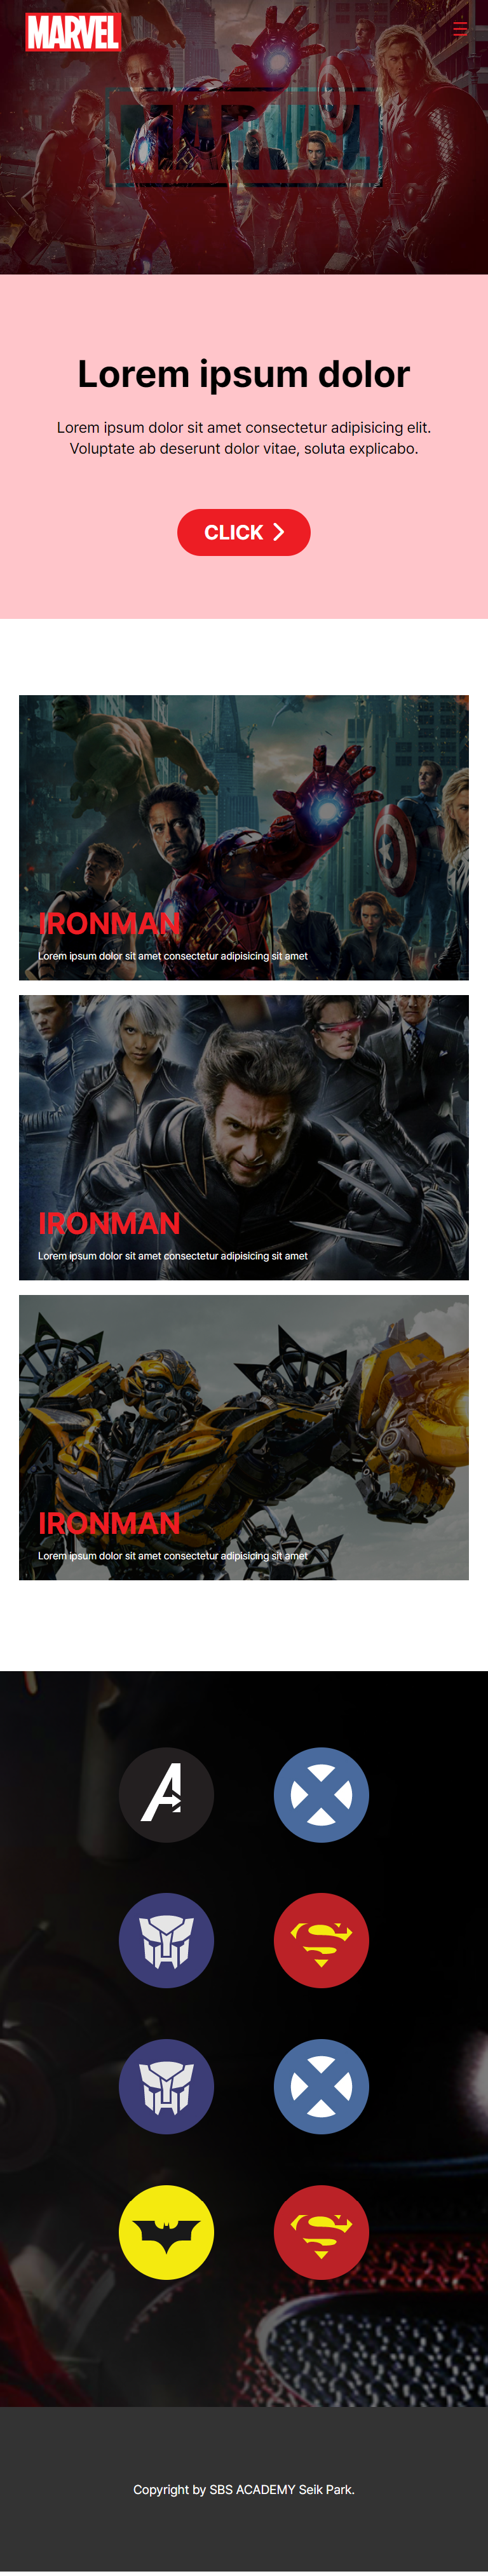 MARVEL
MARVEL
Lorem ipsum dolor
Lorem ipsum dolor sit amet consectetur adipisicing elit.
Voluptate ab deserunt dolor vitae, soluta explicabo.
CLICK
IRONMAN
Lorem ipsum dolor sit amet consectetur adipisicing sit amet
IRONMAN
Lorem ipsum dolor sit amet consectetur adipisicing sit amet
IRONMAN
Lorem ipsum dolor sit amet consectetur adipisicing sit amet
Copyright by SBS ACADEMY Seik Park.